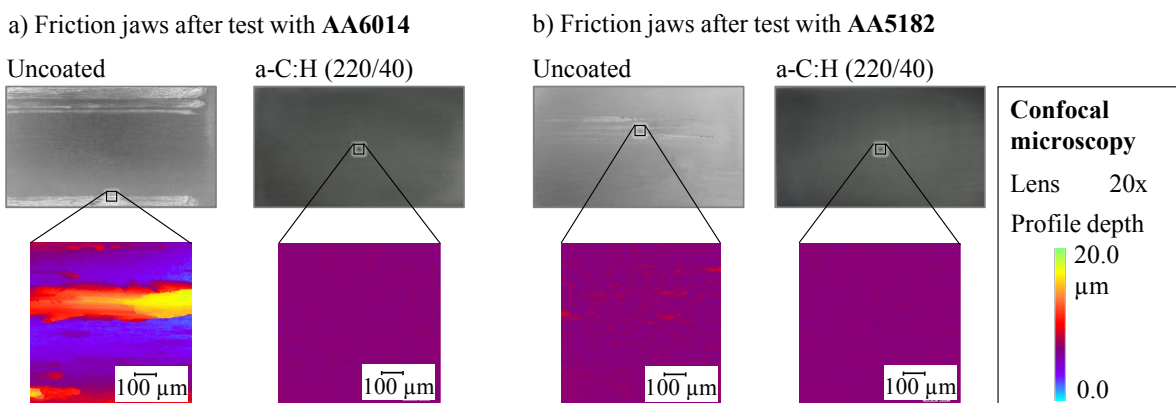 a) Friction jaws after test with AA6014
Uncoated
a-C:H (220/40)
100 µm
100 µm
b) Friction jaws after test with AA5182
Uncoated
a-C:H (220/40)
100 µm
100 µm
Confocal
microscopy
Lens 20x
Profile depth
20.0
µm
0.0